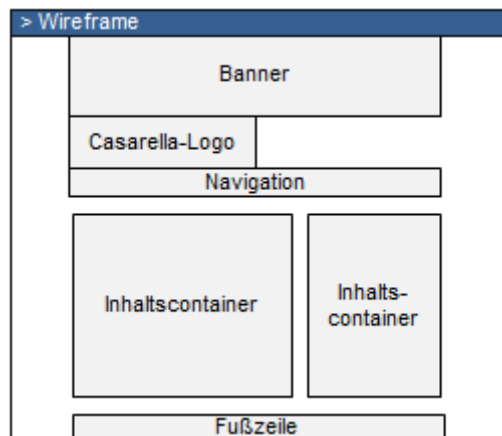 > Wireframe
Banner
Casarella-Logo
Navigation
Inhaltscontainer
Inhalts-
container
Fußzeile